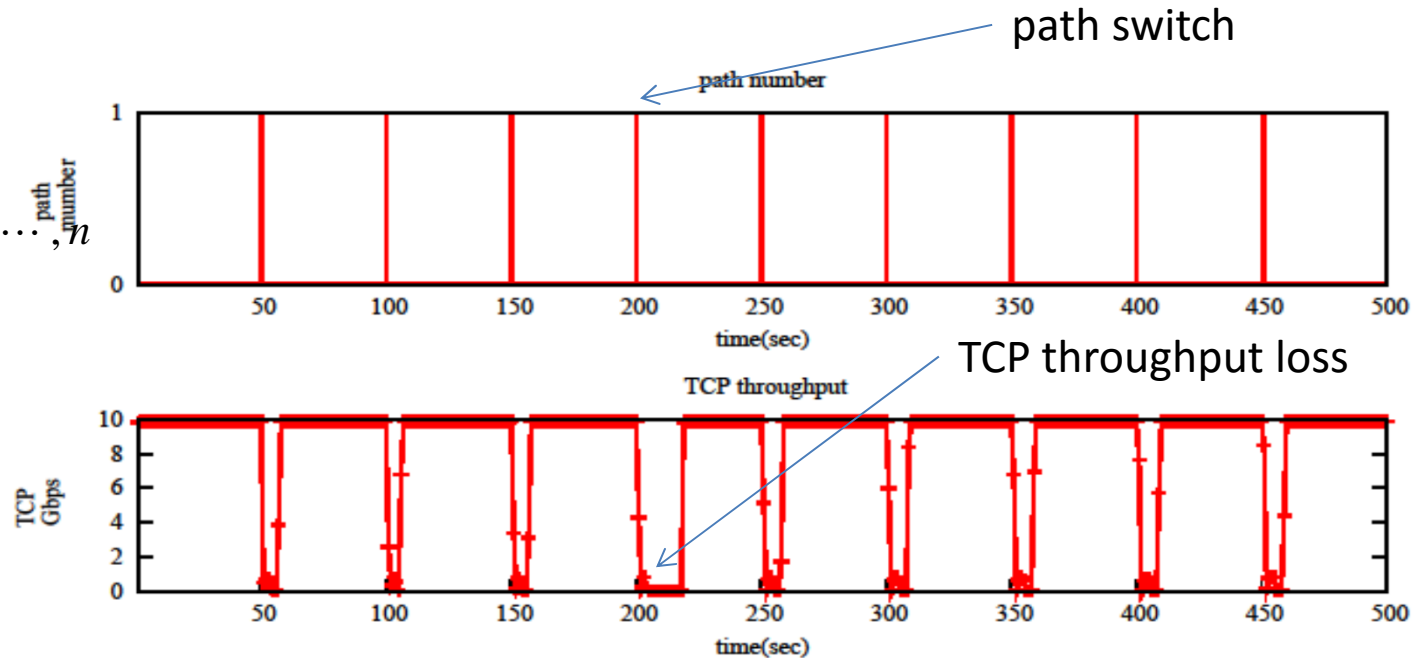 path switch
path number
1
path
number
⋯ , n
0
50 100 150 200 250 300 350 400 450 500
time(sec)
TCP throughput loss
TCP throughput
10
8
6
4
2
0
TCP
Gbps
50 100 150 200 250 300 350 400 450 500
time(sec)